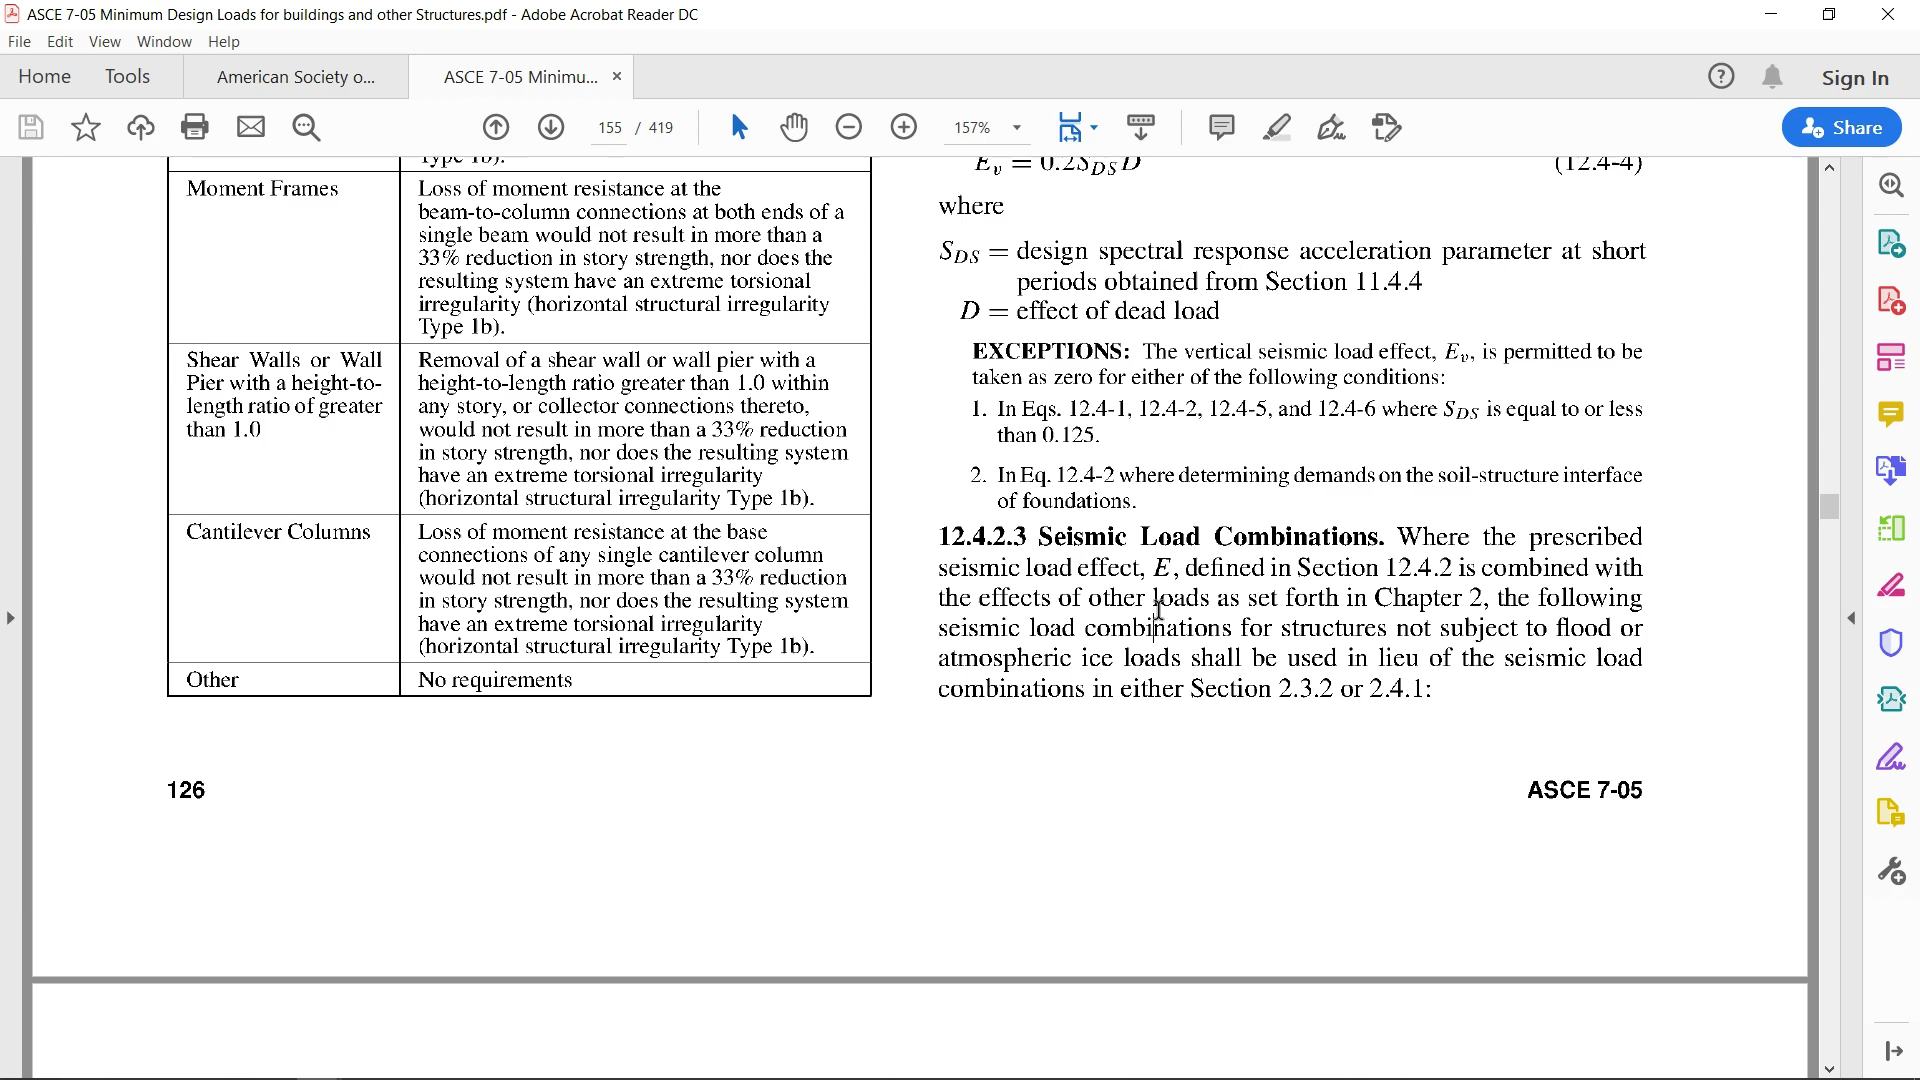 ASCE 7-05 Minimum Design Loads for buildings and other Structures.pdf - Adobe Acrobat Reader DC
File Edit View Window Help
Home Tools American Society o... ASCE 7-05 Minimu... × Sign In
155 / 419 157% Share
Type 1b).
Moment Frames
Loss of moment resistance at the
beam-to-column connections at both ends of a
single beam would not result in more than a
33% reduction in story strength, nor does the
resulting system have an extreme torsional
irregularity (horizontal structural irregularity
Type 1b).
Shear Walls or Wall
Pier with a height-to-
length ratio of greater
than 1.0
Removal of a shear wall or wall pier with a
height-to-length ratio greater than 1.0 within
any story, or collector connections thereto,
would not result in more than a 33% reduction
in story strength, nor does the resulting system
have an extreme torsional irregularity
(horizontal structural irregularity Type 1b).
Cantilever Columns
Loss of moment resistance at the base
connections of any single cantilever column
would not result in more than a 33% reduction
in story strength, nor does the resulting system
have an extreme torsional irregularity
(horizontal structural irregularity Type 1b).
Other
No requirements
E_v = 0.2S_DS D (12.4-4)
where
S_DS = design spectral response acceleration parameter at short
periods obtained from Section 11.4.4
D = effect of dead load
EXCEPTIONS: The vertical seismic load effect, E_v, is permitted to be
taken as zero for either of the following conditions:
1. In Eqs. 12.4-1, 12.4-2, 12.4-5, and 12.4-6 where S_DS is equal to or less
than 0.125.
2. In Eq. 12.4-2 where determining demands on the soil-structure interface
of foundations.
12.4.2.3 Seismic Load Combinations. Where the prescribed
seismic load effect, E, defined in Section 12.4.2 is combined with
the effects of other loads as set forth in Chapter 2, the following
seismic load combinations for structures not subject to flood or
atmospheric ice loads shall be used in lieu of the seismic load
combinations in either Section 2.3.2 or 2.4.1:
126
ASCE 7-05